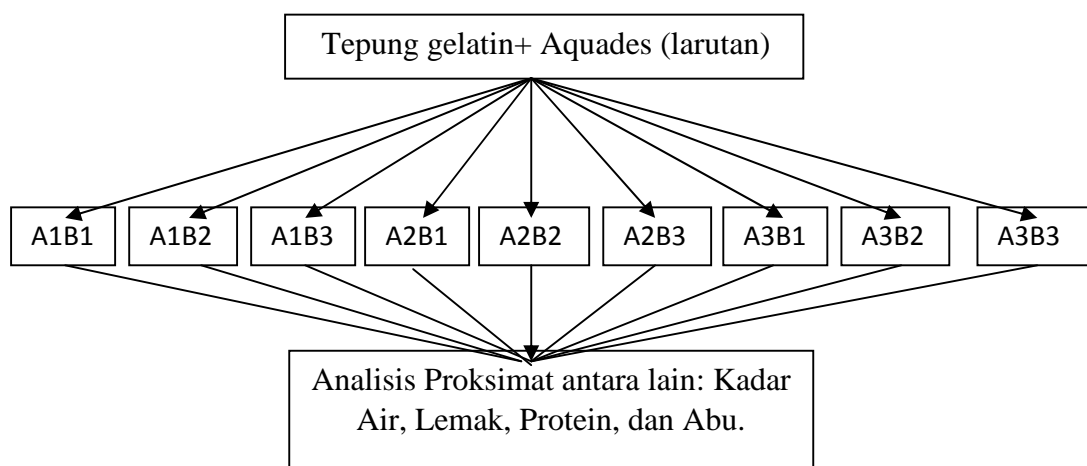 Tepung gelatin+ Aquades (larutan)
A1B1 A1B2 A1B3 A2B1 A2B2 A2B3 A3B1 A3B2 A3B3
Analisis Proksimat antara lain: Kadar
Air, Lemak, Protein, dan Abu.